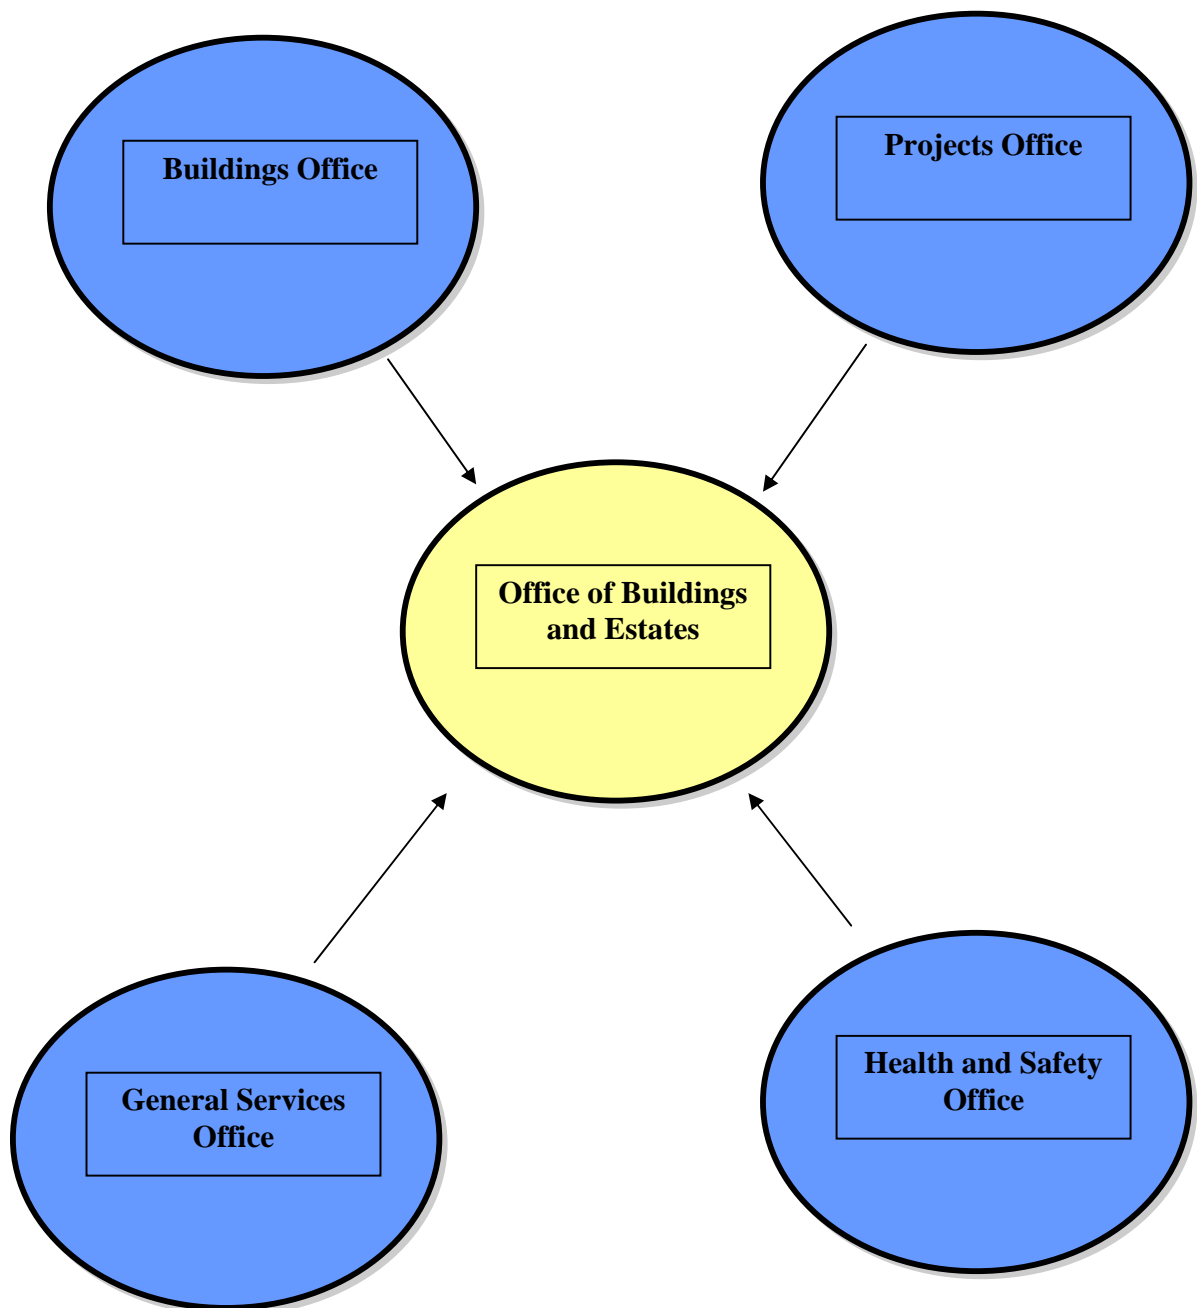 Buildings Office
Projects Office
Office of Buildings
and Estates
General Services
Office
Health and Safety
Office